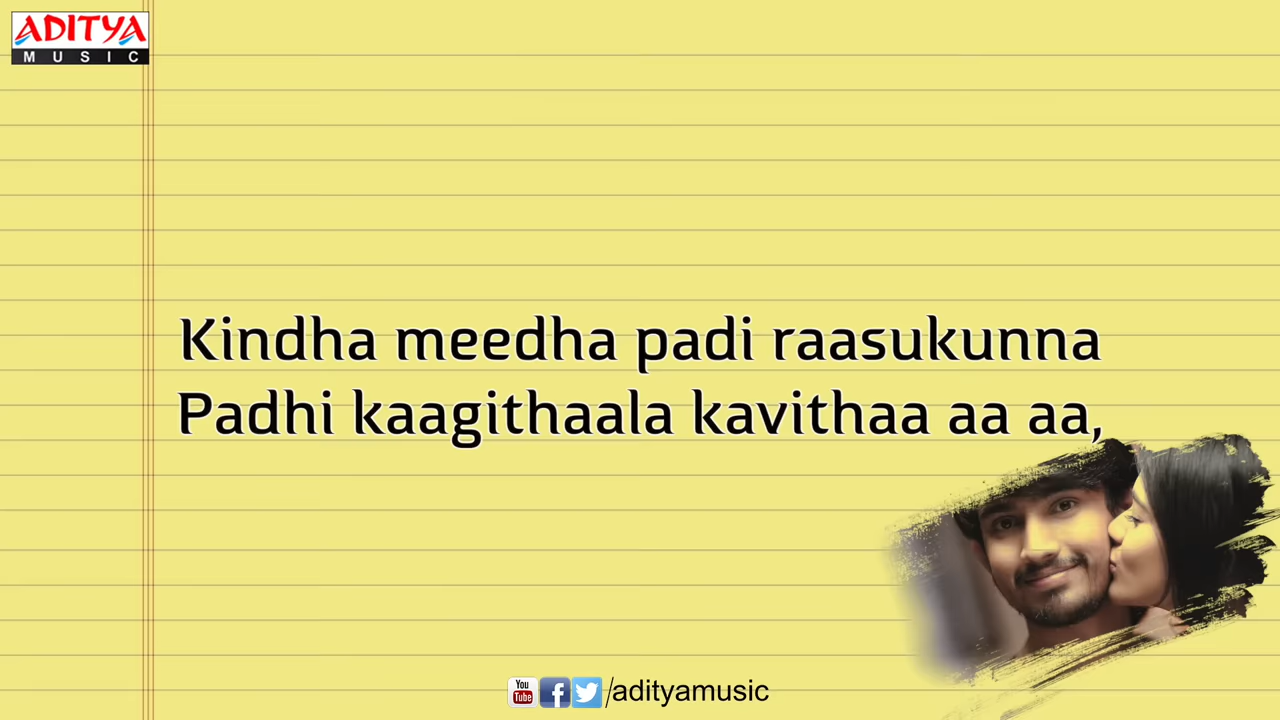 ADITYA
MUSIC
Kindha meedha padi raasukunna
Padhi kaagithaala kavithaa aa aa,
You
Tube
f
/adityamusic